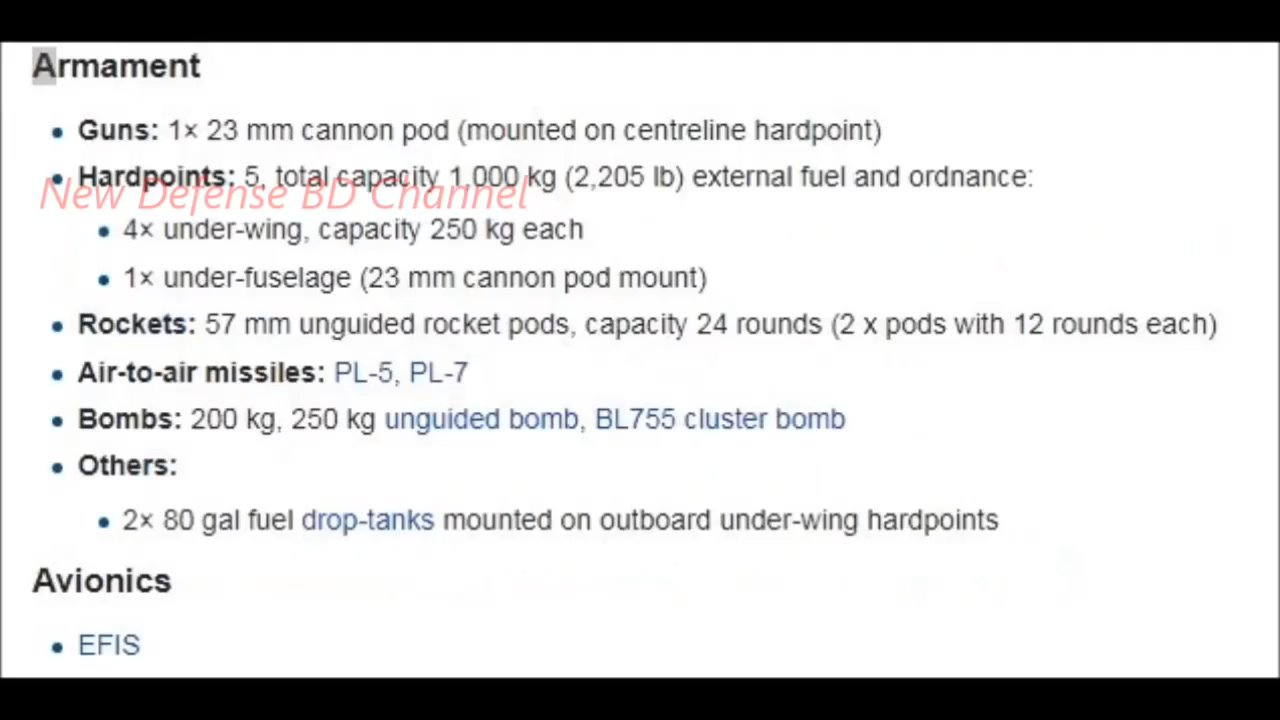 Armament
Guns: 1× 23 mm cannon pod (mounted on centreline hardpoint)
Hardpoints: 5, total capacity 1,000 kg (2,205 lb) external fuel and ordnance:
New Defense BD Channel
4× under-wing, capacity 250 kg each
1× under-fuselage (23 mm cannon pod mount)
Rockets: 57 mm unguided rocket pods, capacity 24 rounds (2 x pods with 12 rounds each)
Air-to-air missiles: PL-5, PL-7
Bombs: 200 kg, 250 kg unguided bomb, BL755 cluster bomb
Others:
2× 80 gal fuel drop-tanks mounted on outboard under-wing hardpoints
Avionics
EFIS